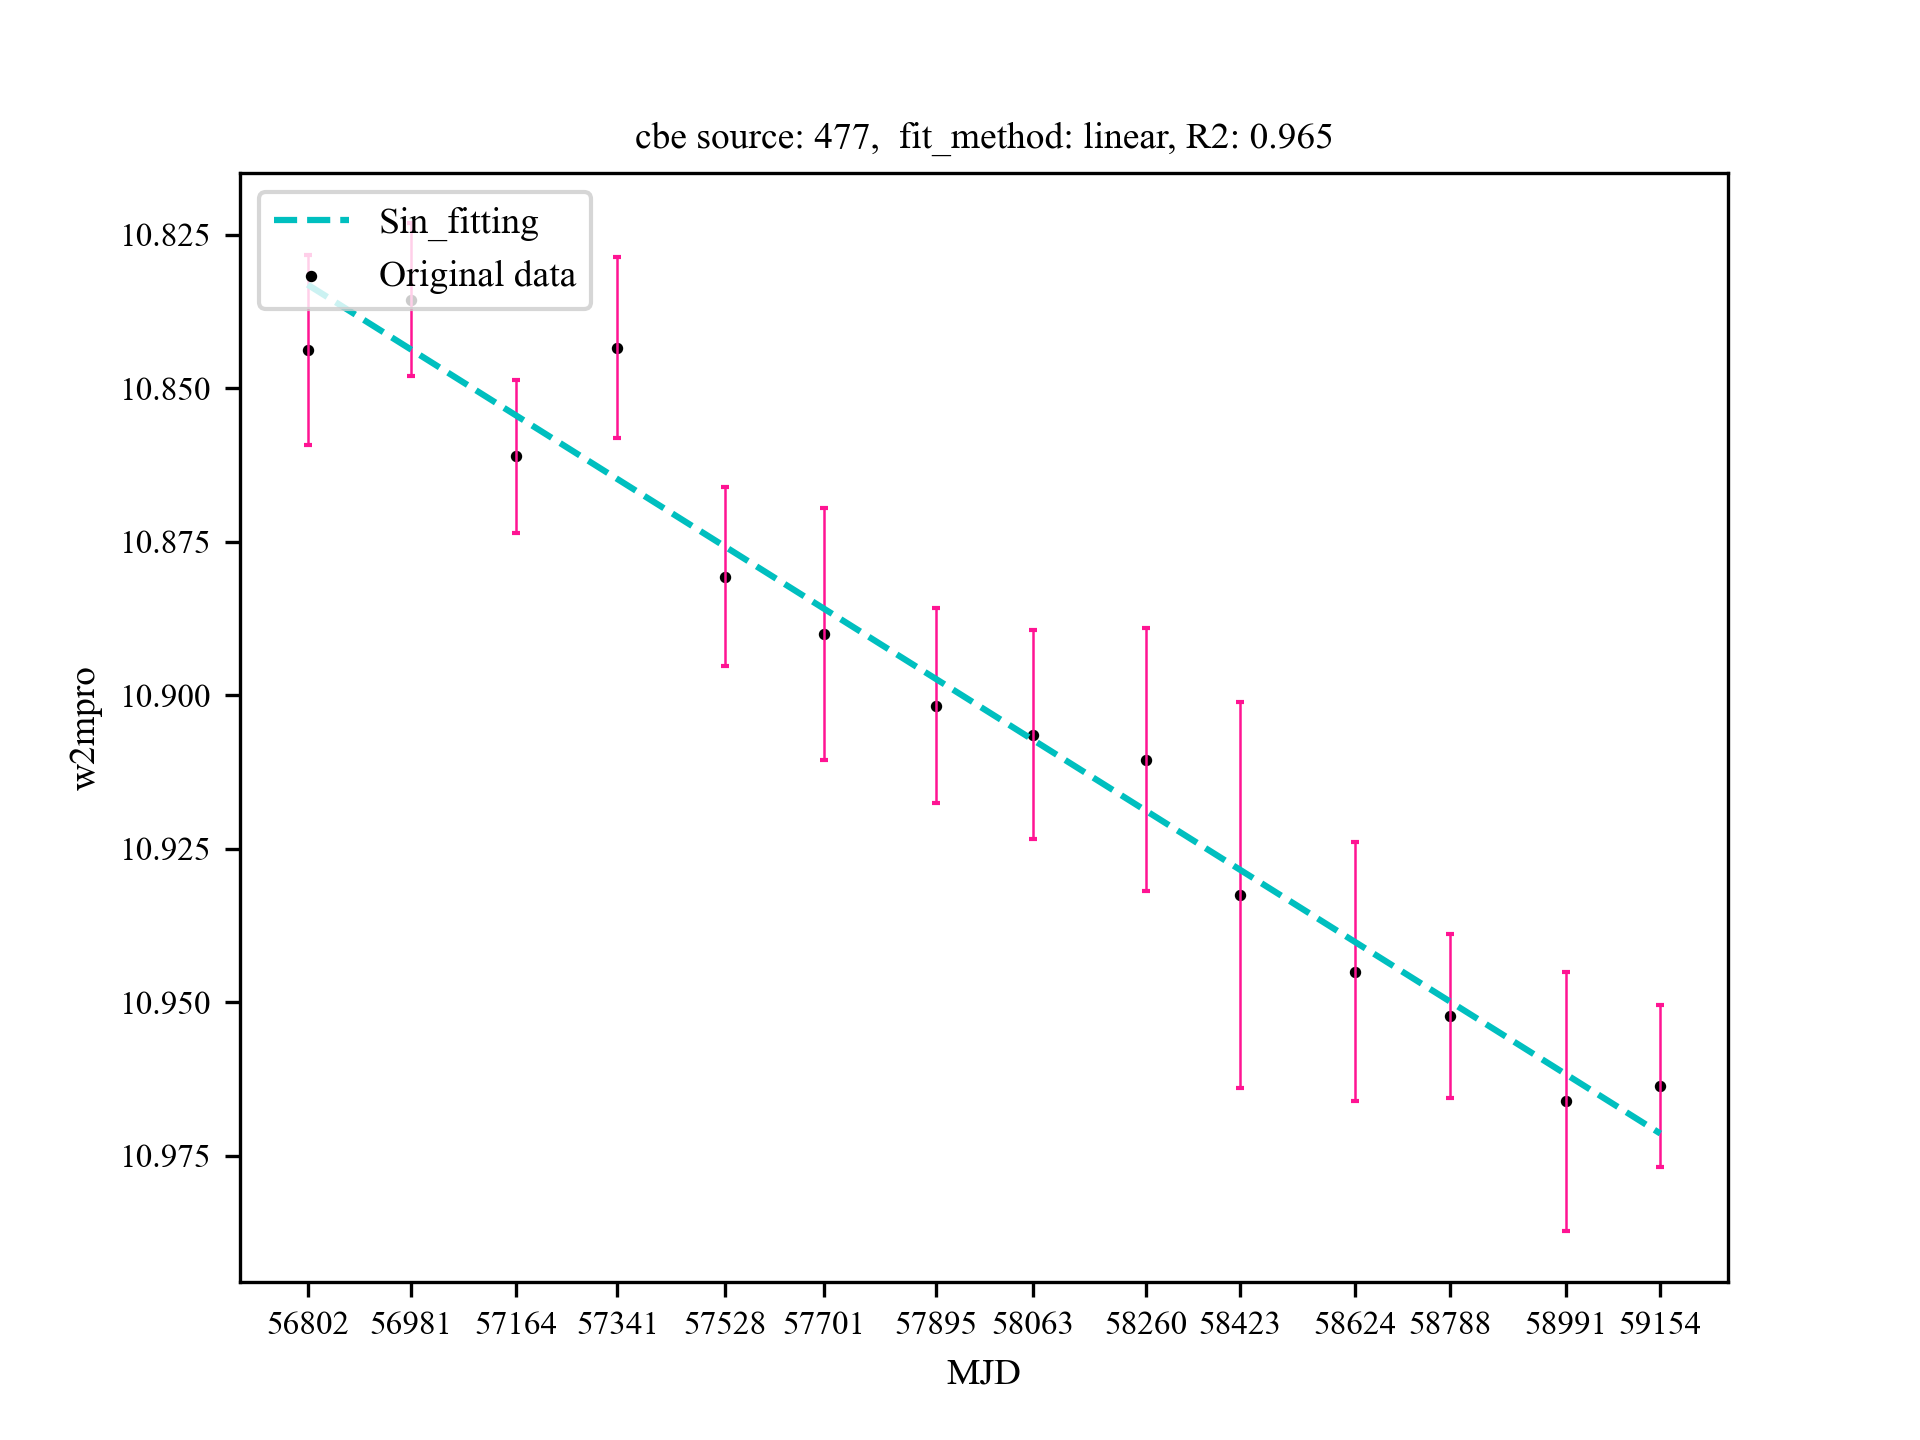 cbe source: 477,  fit_method: linear, R2: 0.965
Sin_fitting
Original data
10.825
10.850
10.875
10.900
10.925
10.950
10.975
w2mpro
56802 56981 57164 57341 57528 57701 57895 58063 58260 58423 58624 58788 58991 59154
MJD